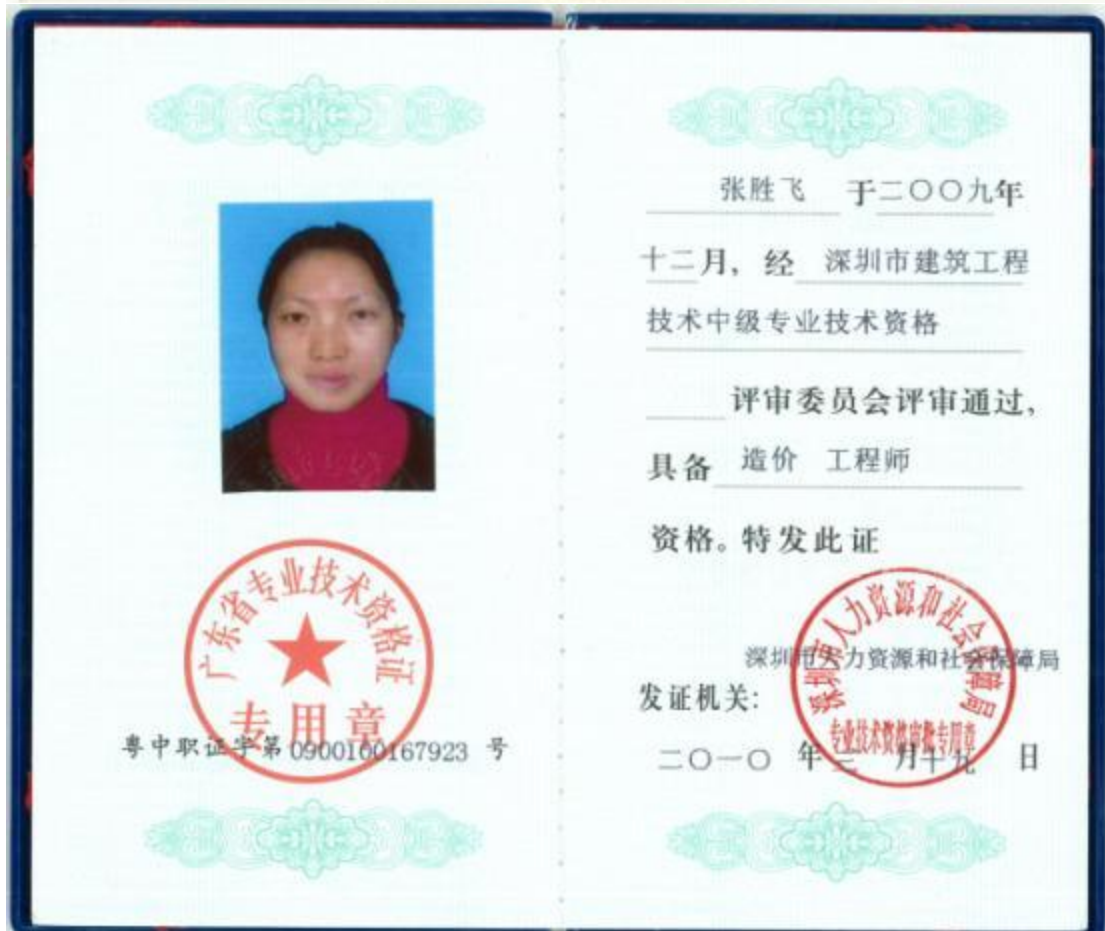 广东省专业技术资格证
专用章
粤中职证字第 0900100167923 号
张胜飞 于二〇〇九年
十二月，经 深圳市建筑工程
技术中级专业技术资格
评审委员会评审通过，
具备 造价 工程师
资格。特发此证
深圳市人力资源和社会保障局
深圳市人力资源和社会保障局
专业技术资格审批专用章
发证机关：
二〇一〇 年 月十九 日